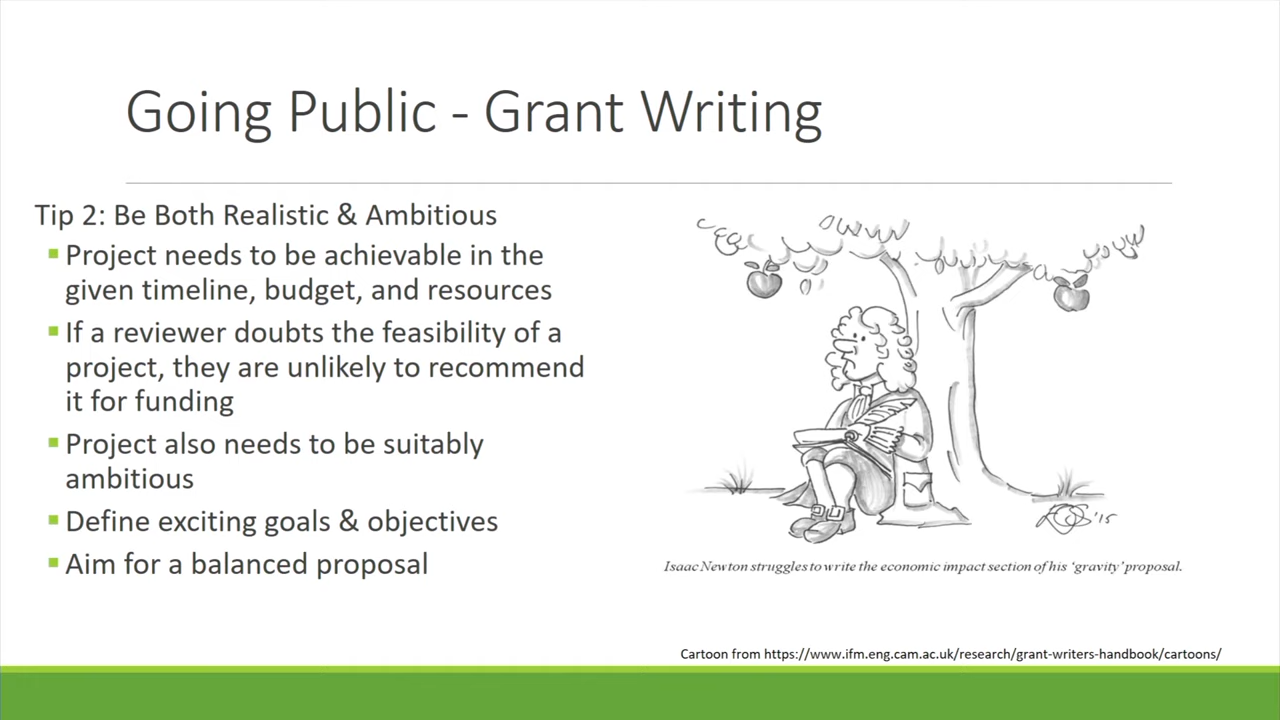 Going Public - Grant Writing
Tip 2: Be Both Realistic & Ambitious
Project needs to be achievable in the
given timeline, budget, and resources
If a reviewer doubts the feasibility of a
project, they are unlikely to recommend
it for funding
Project also needs to be suitably
ambitious
Define exciting goals & objectives
Aim for a balanced proposal
'15
Isaac Newton struggles to write the economic impact section of his 'gravity' proposal.
Cartoon from https://www.ifm.eng.cam.ac.uk/research/grant-writers-handbook/cartoons/